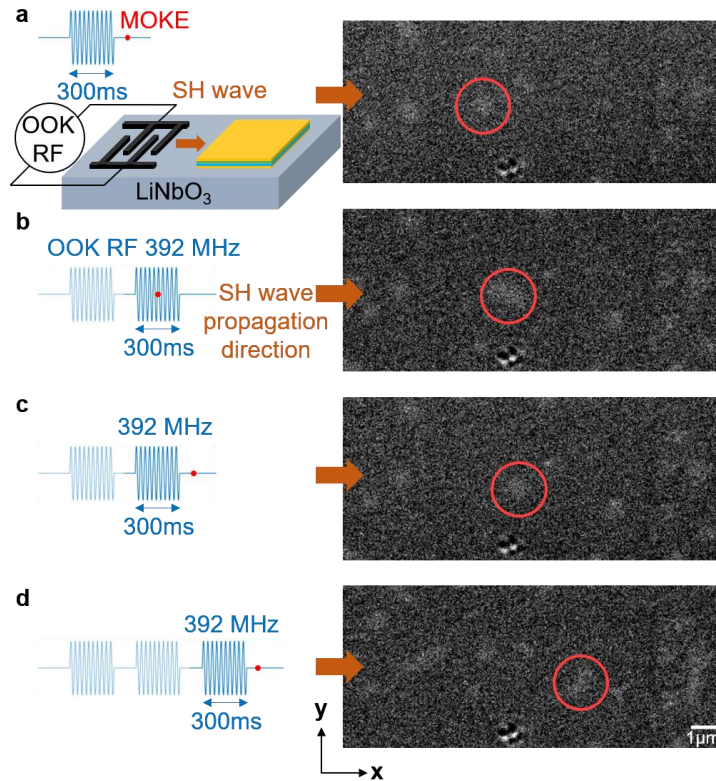 a
MOKE
300ms
SH wave
OOK
RF
LiNbO₃
b
OOK RF 392 MHz
SH wave
propagation
direction
300ms
c
392 MHz
300ms
d
392 MHz
300ms
y
x
1μm